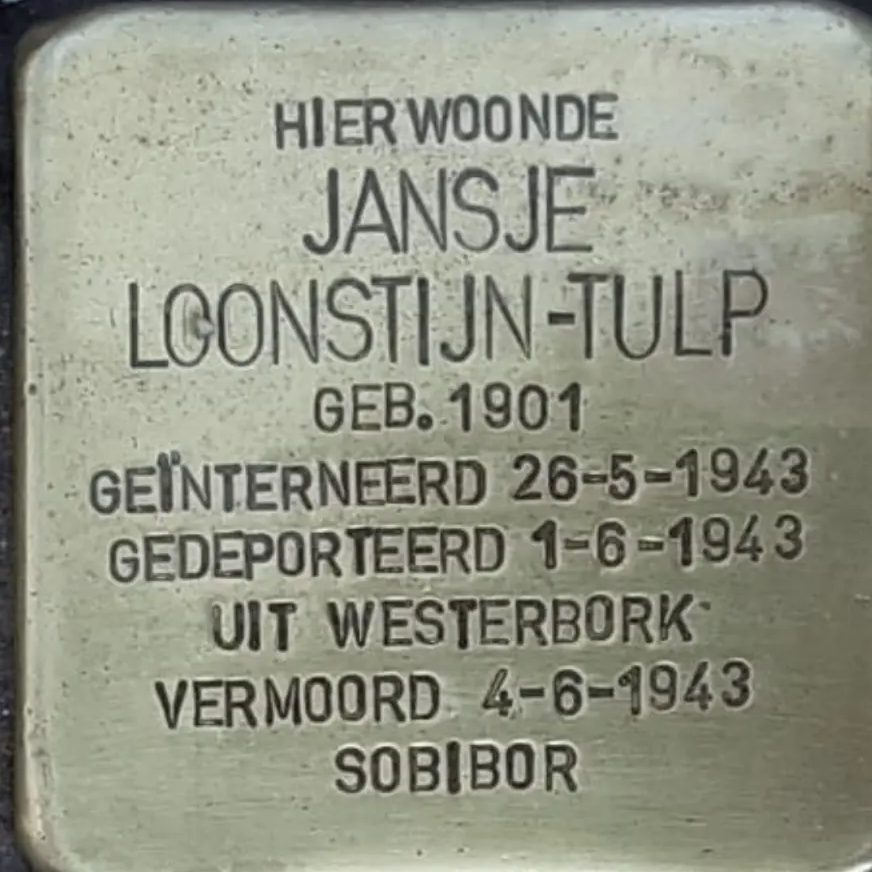 HIER WOONDE
JANSJE
LOONSTIJN-TULP
GEB. 1901
GEÏNTERNEERD 26-5-1943
GEDEPORTEERD 1-6-1943
UIT WESTERBORK
VERMOORD 4-6-1943
SOBIBOR